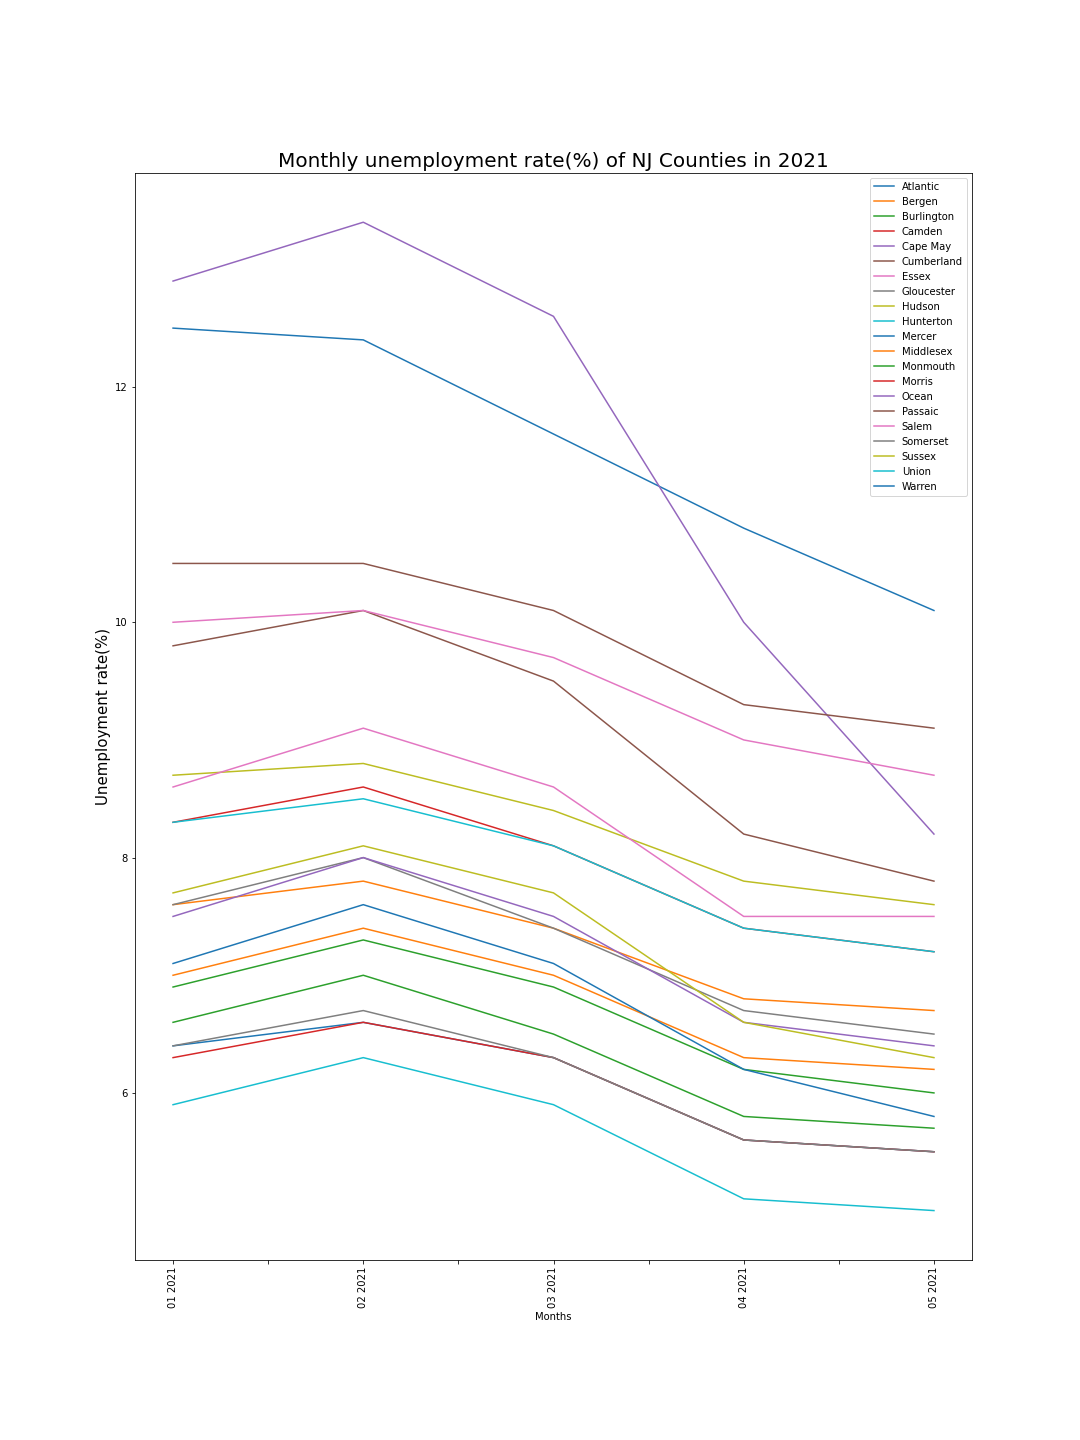 Monthly unemployment rate(%) of NJ Counties in 2021
Atlantic
Bergen
Burlington
Camden
Cape May
Cumberland
Essex
Gloucester
Hudson
Hunterton
Mercer
Middlesex
Monmouth
Morris
Ocean
Passaic
Salem
Somerset
Sussex
Union
Warren
Unemployment rate(%)
12
10
8
6
01 2021
02 2021
03 2021
04 2021
05 2021
Months